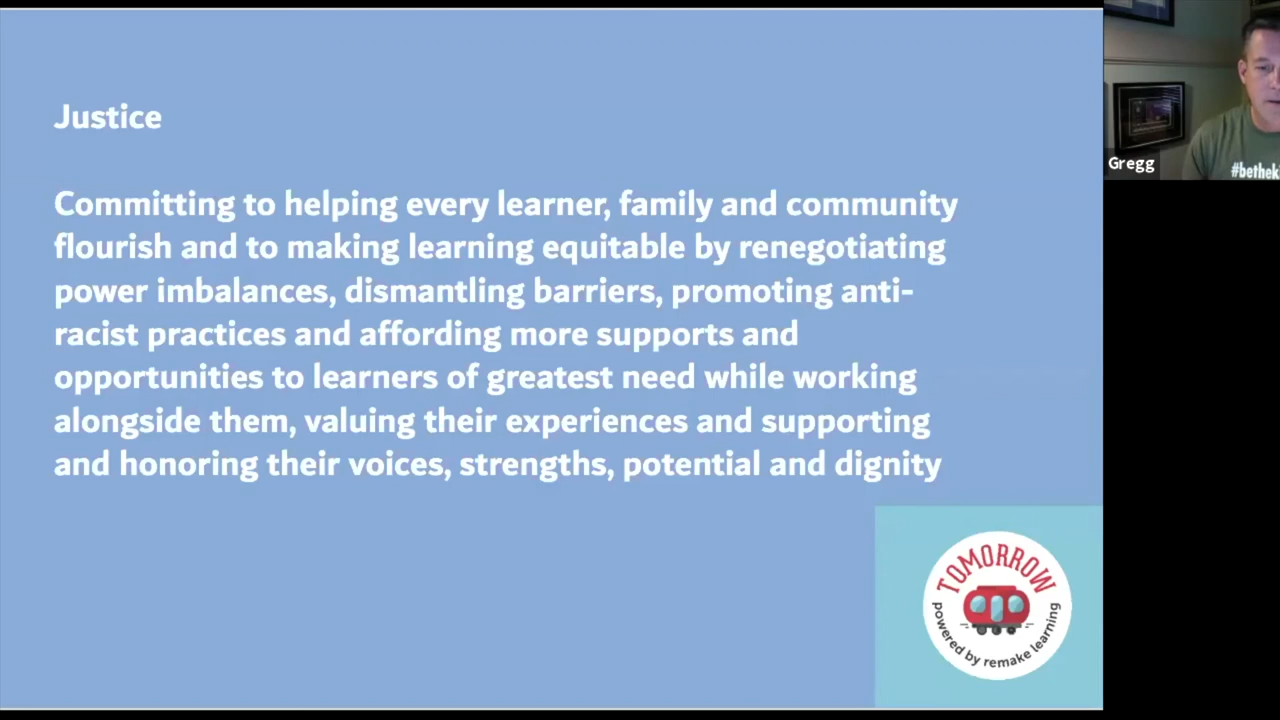 Justice
Committing to helping every learner, family and community
flourish and to making learning equitable by renegotiating
power imbalances, dismantling barriers, promoting anti-
racist practices and affording more supports and
opportunities to learners of greatest need while working
alongside them, valuing their experiences and supporting
and honoring their voices, strengths, potential and dignity
Gregg
#bethek
TOMORROW
powered by remake learning